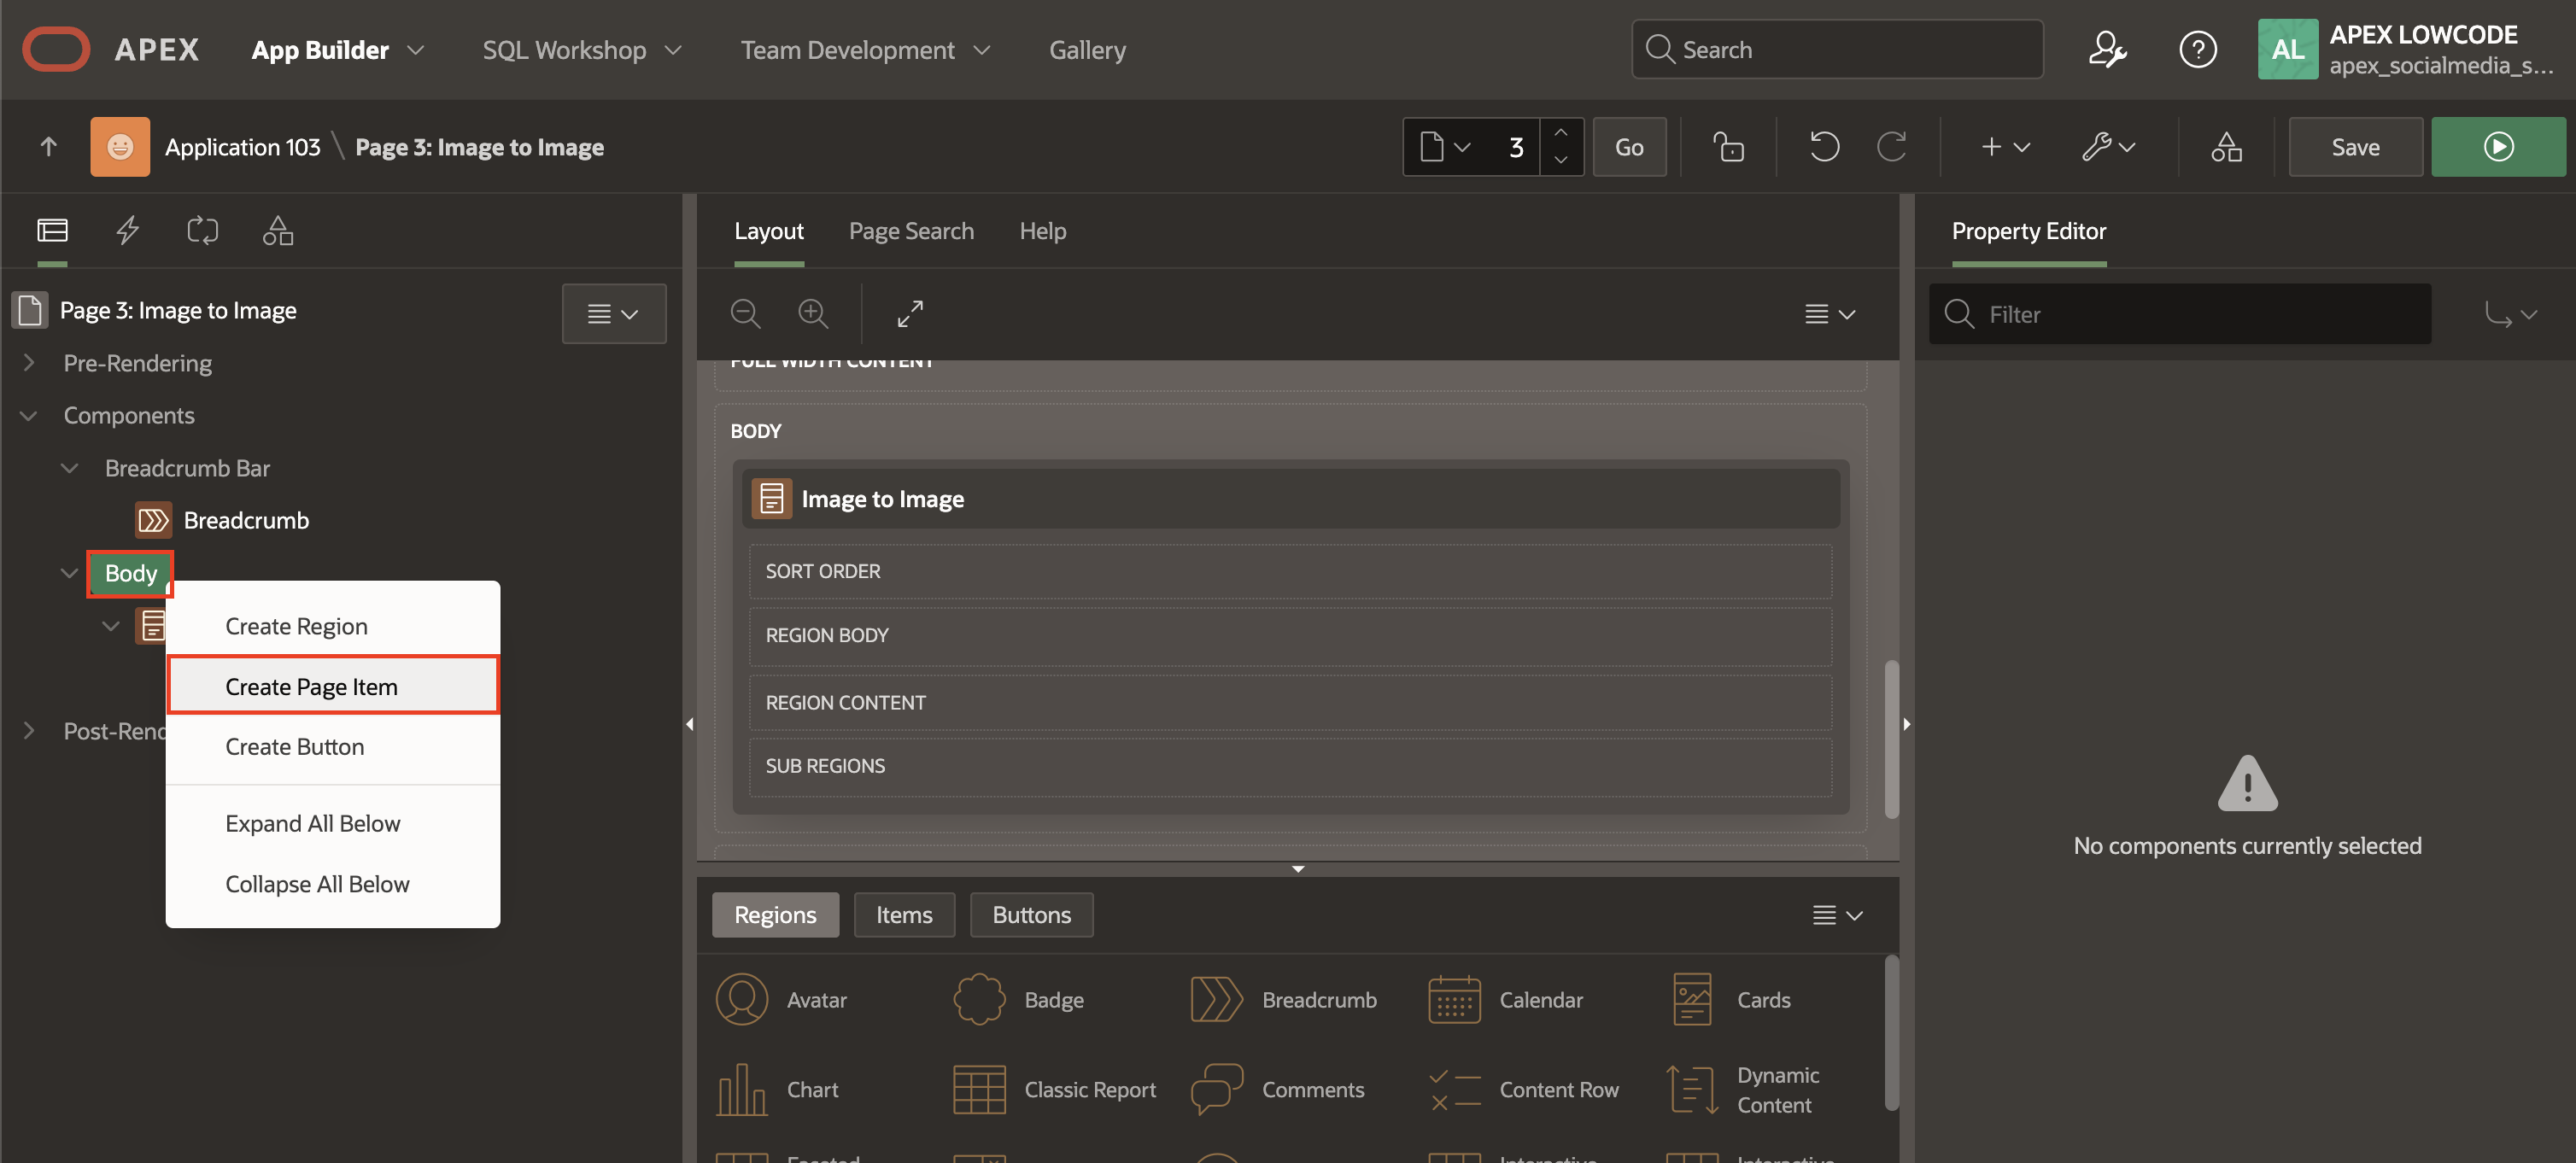 APEX
App Builder
SQL Workshop
Team Development
Gallery
Search
AL
APEX LOWCODE
apex_socialmedia_s...
Application 103 \ Page 3: Image to Image
3
Go
Save
Layout
Page Search
Help
Property Editor
Page 3: Image to Image
Filter
Pre-Rendering
Components
Breadcrumb Bar
Breadcrumb
Body
Create Region
Create Page Item
Create Button
Expand All Below
Collapse All Below
Post-Rend
FULL WIDTH CONTENT
BODY
Image to Image
SORT ORDER
REGION BODY
REGION CONTENT
SUB REGIONS
No components currently selected
Regions
Items
Buttons
Avatar
Badge
Breadcrumb
Calendar
Cards
Chart
Classic Report
Comments
Content Row
Dynamic
Content
Faceted
Interactive
Interactive